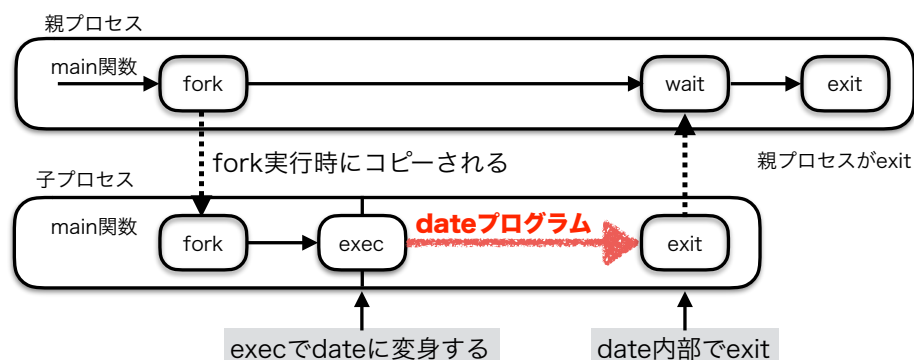 親プロセス
main関数
fork
wait
exit
fork実行時にコピーされる
親プロセスがexit
子プロセス
main関数
fork
exec
dateプログラム
exit
execでdateに変身する
date内部でexit